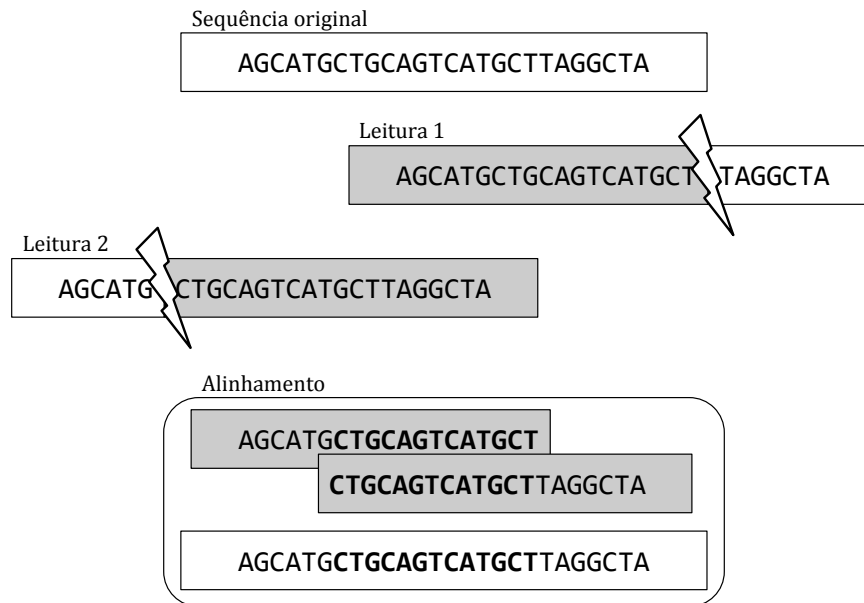 Sequência original
AGCATGCTGCAGTCATGCTTAGGCTA
Leitura 1
AGCATGCTGCAGTCATGCT TAGGCTA
Leitura 2
AGCATG CTGCAGTCATGCTTAGGCTA
Alinhamento
AGCATGCTGCAGTCATGCT
CTGCAGTCATGCTTAGGCTA
AGCATGCTGCAGTCATGCTTAGGCTA